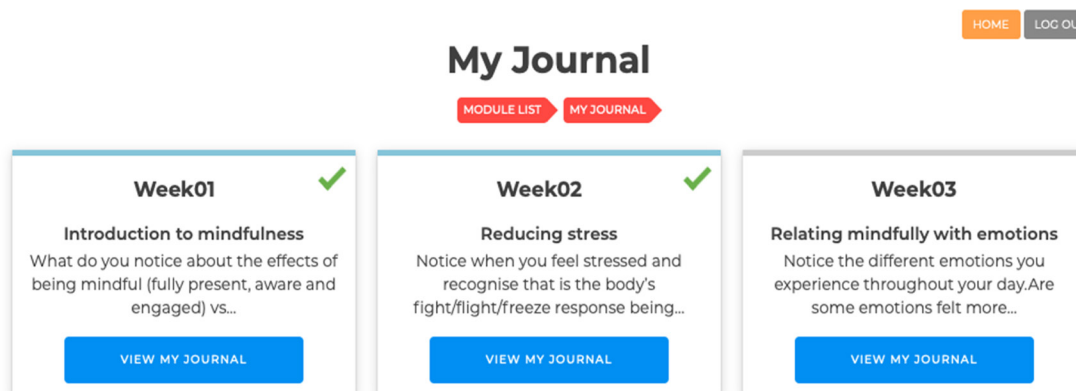 HOME
LOG OU
My Journal
MODULE LIST
MY JOURNAL
Week01
Introduction to mindfulness
What do you notice about the effects of
being mindful (fully present, aware and
engaged) vs...
VIEW MY JOURNAL
Week02
Reducing stress
Notice when you feel stressed and
recognise that is the body's
fight/flight/freeze response being...
VIEW MY JOURNAL
Week03
Relating mindfully with emotions
Notice the different emotions you
experience throughout your day.Are
some emotions felt more...
VIEW MY JOURNAL